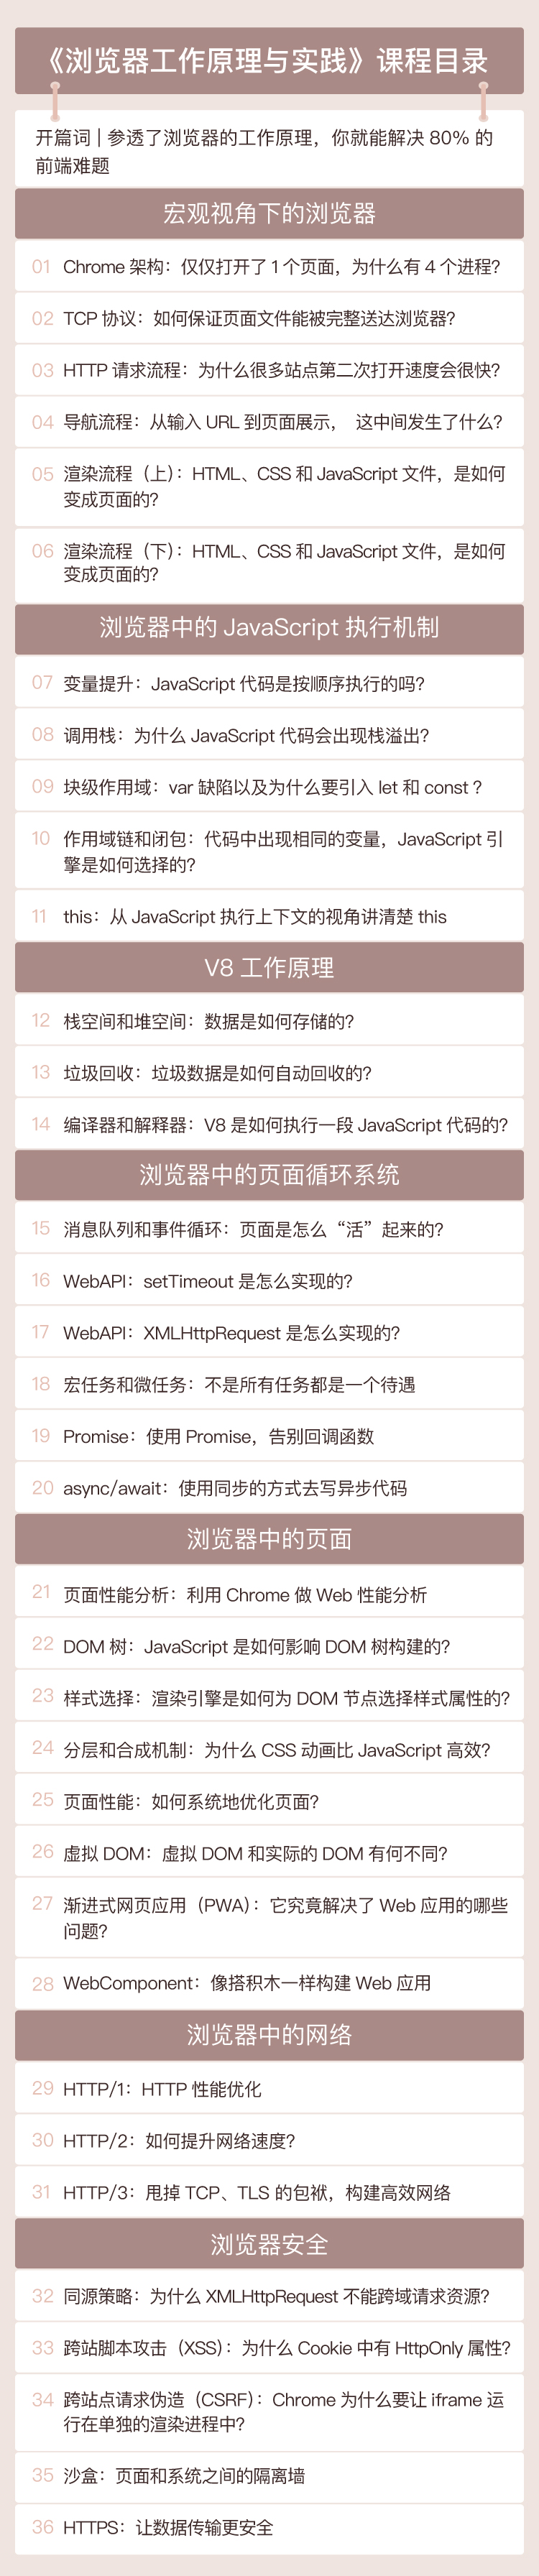 《浏览器工作原理与实践》课程目录
开篇词 | 参透了浏览器的工作原理，你就能解决 80% 的
前端难题
宏观视角下的浏览器
01 Chrome 架构：仅仅打开了 1 个页面，为什么有 4 个进程？
02 TCP 协议：如何保证页面文件能被完整送达浏览器？
03 HTTP 请求流程：为什么很多站点第二次打开速度会很快？
04 导航流程：从输入 URL 到页面展示， 这中间发生了什么？
05 渲染流程（上）：HTML、CSS 和 JavaScript 文件，是如何
变成页面的？
06 渲染流程（下）：HTML、CSS 和 JavaScript 文件，是如何
变成页面的？
浏览器中的 JavaScript 执行机制
07 变量提升：JavaScript 代码是按顺序执行的吗？
08 调用栈：为什么 JavaScript 代码会出现栈溢出？
09 块级作用域：var 缺陷以及为什么要引入 let 和 const？
10 作用域链和闭包：代码中出现相同的变量，JavaScript 引
擎是如何选择的？
11 this：从 JavaScript 执行上下文的视角讲清楚 this
V8 工作原理
12 栈空间和堆空间：数据是如何存储的？
13 垃圾回收：垃圾数据是如何自动回收的？
14 编译器和解释器：V8 是如何执行一段 JavaScript 代码的？
浏览器中的页面循环系统
15 消息队列和事件循环：页面是怎么“活”起来的？
16 WebAPI：setTimeout 是怎么实现的？
17 WebAPI：XMLHttpRequest 是怎么实现的？
18 宏任务和微任务：不是所有任务都是一个待遇
19 Promise：使用 Promise，告别回调函数
20 async/await：使用同步的方式去写异步代码
浏览器中的页面
21 页面性能分析：利用 Chrome 做 Web 性能分析
22 DOM 树：JavaScript 是如何影响 DOM 树构建的？
23 样式选择：渲染引擎是如何为 DOM 节点选择样式属性的？
24 分层和合成机制：为什么 CSS 动画比 JavaScript 高效？
25 页面性能：如何系统地优化页面？
26 虚拟 DOM：虚拟 DOM 和实际的 DOM 有何不同？
27 渐进式网页应用（PWA）：它究竟解决了 Web 应用的哪些
问题？
28 WebComponent：像搭积木一样构建 Web 应用
浏览器中的网络
29 HTTP/1：HTTP 性能优化
30 HTTP/2：如何提升网络速度？
31 HTTP/3：甩掉 TCP、TLS 的包袱，构建高效网络
浏览器安全
32 同源策略：为什么 XMLHttpRequest 不能跨域请求资源？
33 跨站脚本攻击（XSS）：为什么 Cookie 中有 HttpOnly 属性？
34 跨站点请求伪造（CSRF）：Chrome 为什么要让 iframe 运
行在单独的渲染进程中？
35 沙盒：页面和系统之间的隔离墙
36 HTTPS：让数据传输更安全